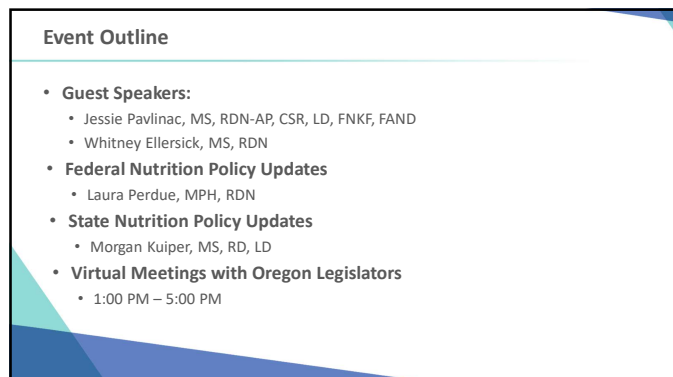 Event Outline
• Guest Speakers:
• Jessie Pavlinac, MS, RDN-AP, CSR, LD, FNKF, FAND
• Whitney Ellersick, MS, RDN
• Federal Nutrition Policy Updates
• Laura Perdue, MPH, RDN
• State Nutrition Policy Updates
• Morgan Kuiper, MS, RD, LD
• Virtual Meetings with Oregon Legislators
• 1:00 PM – 5:00 PM